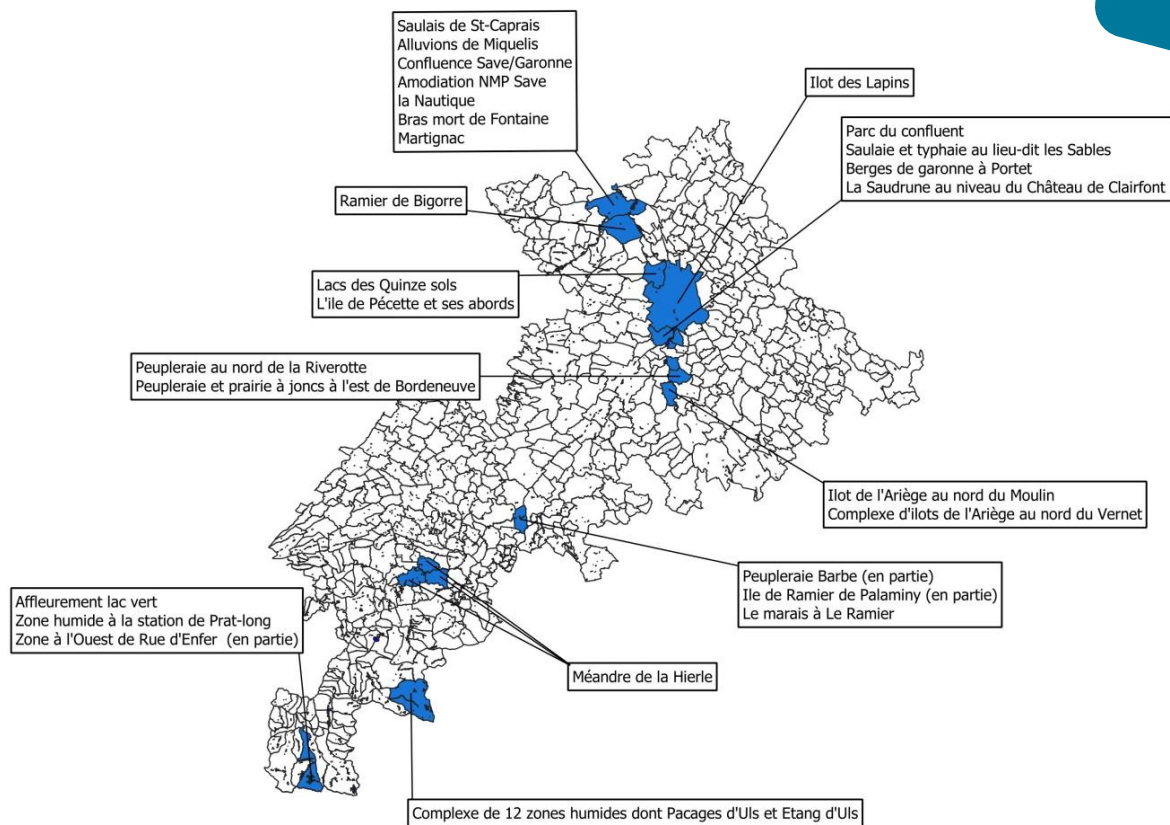 Saulais de St-Caprais
Alluvions de Miquelis
Confluence Save/Garonne
Amodiation NMP Save
la Nautique
Bras mort de Fontaine
Martignac
Ilot des Lapins
Parc du confluent
Saulaie et typhaie au lieu-dit les Sables
Berges de garonne à Portet
La Saudrune au niveau du Château de Clairfont
Ramier de Bigorre
Lacs des Quinze sols
L'ile de Pécette et ses abords
Peupleraie au nord de la Riverotte
Peupleraie et prairie à joncs à l'est de Bordeneuve
Ilot de l'Ariège au nord du Moulin
Complexe d'ilots de l'Ariège au nord du Vernet
Peupleraie Barbe (en partie)
Ile de Ramier de Palaminy (en partie)
Le marais à Le Ramier
Affleurement lac vert
Zone humide à la station de Prat-long
Zone à l'Ouest de Rue d'Enfer (en partie)
Méandre de la Hierle
Complexe de 12 zones humides dont Pacages d'Uls et Etang d'Uls